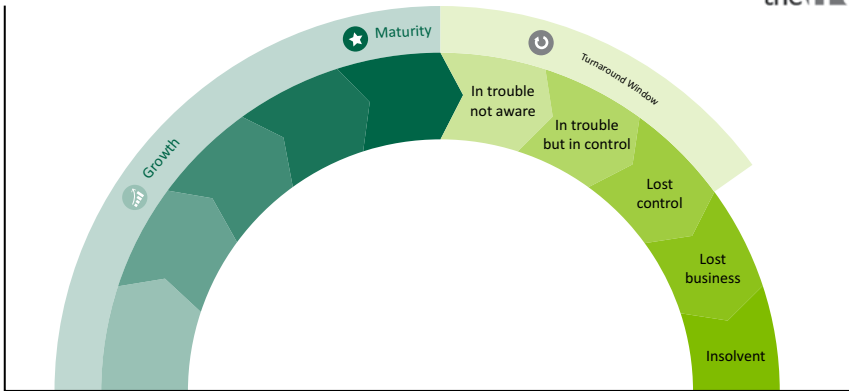 Maturity
Growth
Turnaround Window
In trouble
not aware
In trouble
but in control
Lost
control
Lost
business
Insolvent